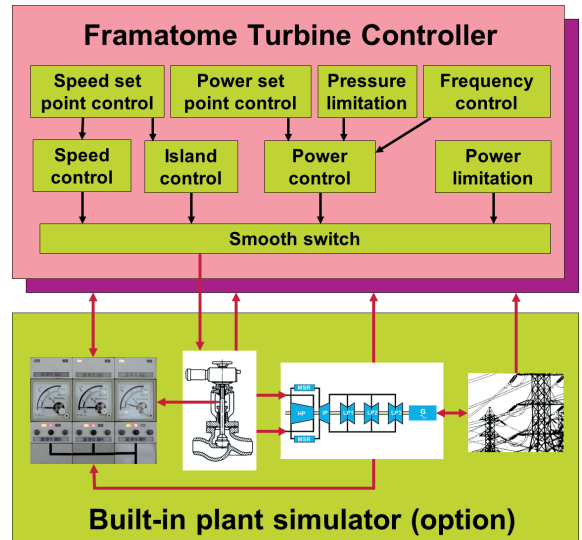 Framatome Turbine Controller
Speed set
point control
Power set
point control
Pressure
limitation
Frequency
control
Speed
control
Island
control
Power
control
Power
limitation
Smooth switch
MSR
HP
IP
LP1
LP2
LP3
G
~
MSR
Built-in plant simulator (option)